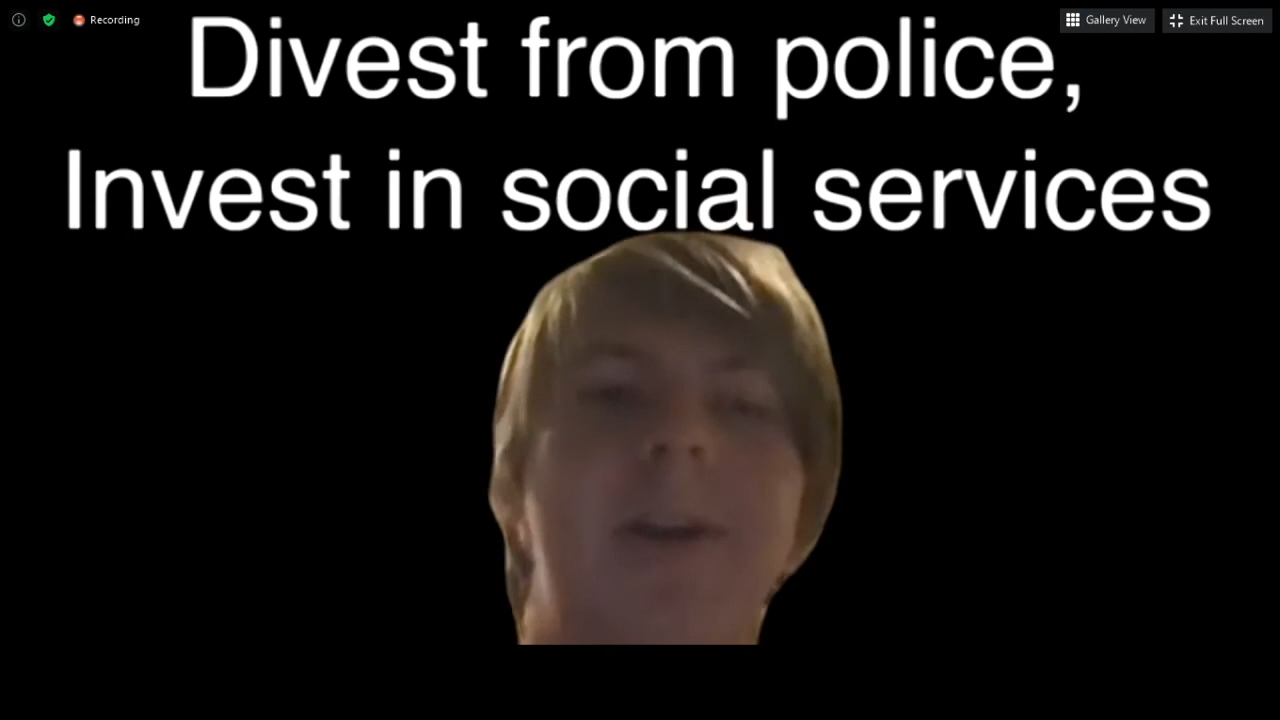 Recording
Gallery View
Exit Full Screen
Divest from police,
Invest in social services